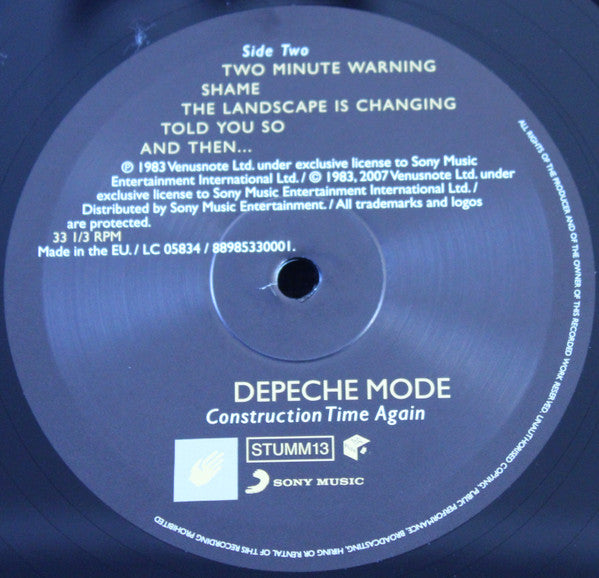 Side Two
TWO MINUTE WARNING
SHAME
THE LANDSCAPE IS CHANGING
TOLD YOU SO
AND THEN...
℗ 1983 Venusnote Ltd. under exclusive license to Sony Music
Entertainment International Ltd. / © 1983, 2007 Venusnote Ltd. under
exclusive license to Sony Music Entertainment International Ltd. /
Distributed by Sony Music Entertainment. / All trademarks and logos
are protected.
33 1/3 RPM
Made in the EU. / LC 05834 / 88985330001.
DEPECHE MODE
Construction Time Again
STUMM13
SONY MUSIC
ALL RIGHTS OF THE PRODUCER AND OF THE OWNER OF THIS RECORDED WORK RESERVED. UNAUTHORISED COPYING, PUBLIC PERFORMANCE, BROADCASTING, HIRING OR RENTAL OF THIS RECORDING PROHIBITED